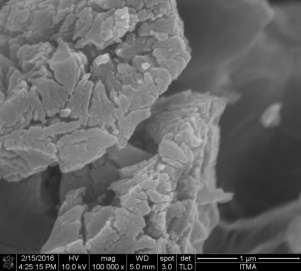 2/15/2016 HV mag WD spot det 1 µm
4:25:15 PM 10.0 kV 100 000 x 5.0 mm 3.0 TLD ITMA